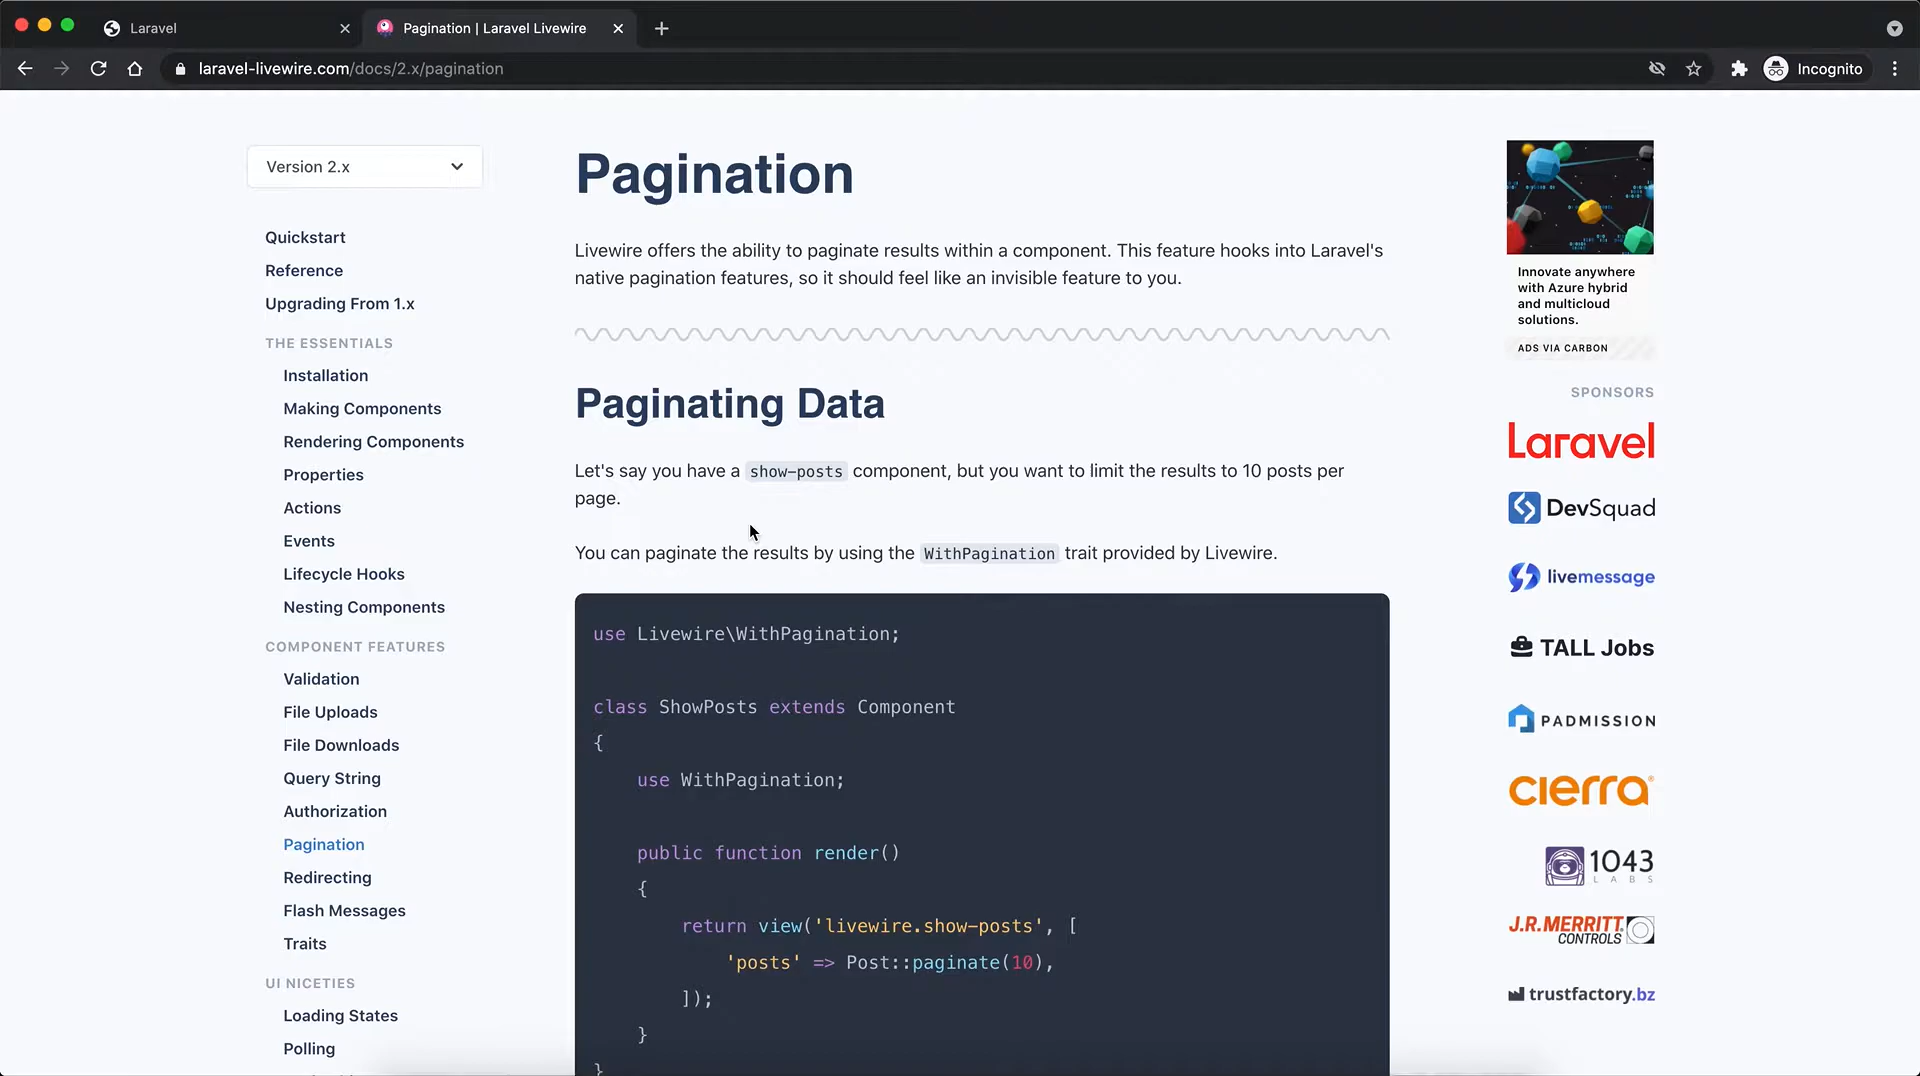 Laravel
Pagination | Laravel Livewire
laravel-livewire.com/docs/2.x/pagination
Incognito
Version 2.x
Quickstart
Reference
Upgrading From 1.x
THE ESSENTIALS
Installation
Making Components
Rendering Components
Properties
Actions
Events
Lifecycle Hooks
Nesting Components
COMPONENT FEATURES
Validation
File Uploads
File Downloads
Query String
Authorization
Pagination
Redirecting
Flash Messages
Traits
UI NICETIES
Loading States
Polling
Pagination
Livewire offers the ability to paginate results within a component. This feature hooks into Laravel's
native pagination features, so it should feel like an invisible feature to you.
Paginating Data
Let's say you have a show-posts component, but you want to limit the results to 10 posts per
page.
You can paginate the results by using the WithPagination trait provided by Livewire.
use Livewire\WithPagination;
class ShowPosts extends Component
{
use WithPagination;
public function render()
{
return view('livewire.show-posts', [
'posts' => Post::paginate(10),
]);
}
}
Innovate anywhere
with Azure hybrid
and multicloud
solutions.
ADS VIA CARBON
SPONSORS
Laravel
DevSquad
livemessage
TALL Jobs
PADMISSION
cierra
1043
LABS
J.R.MERRITT
CONTROLS
trustfactory.bz